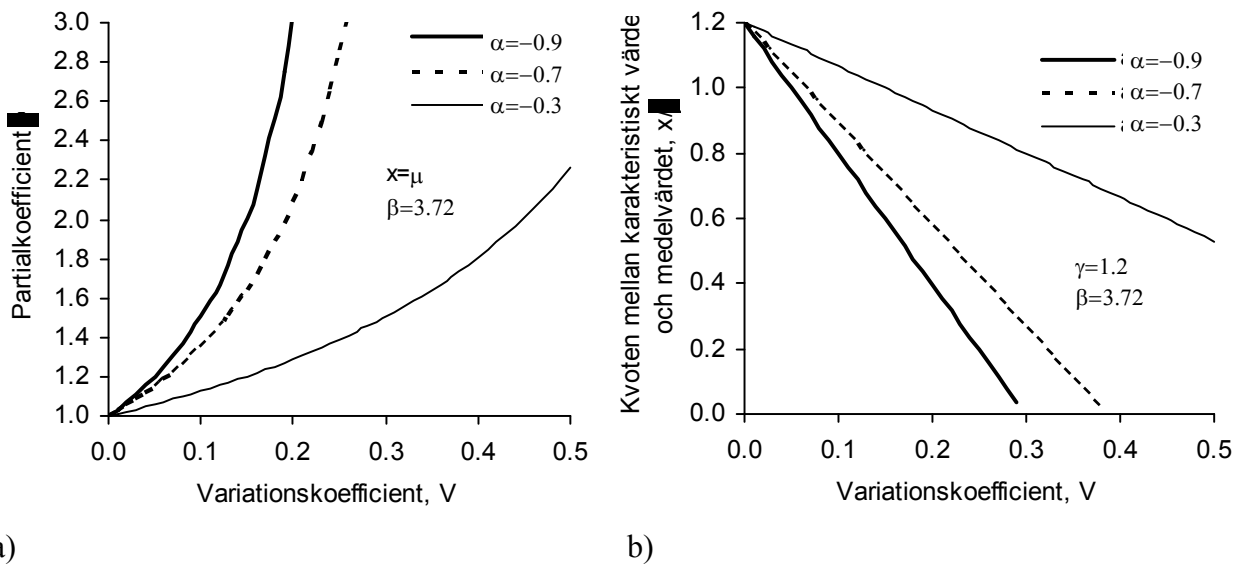 3.0
2.8
2.6
2.4
2.2
2.0
1.8
1.6
1.4
1.2
1.0
Partialkoefficient
α=−0.9
α=−0.7
α=−0.3
x=μ
β=3.72
0.0 0.1 0.2 0.3 0.4 0.5
Variationskoefficient, V
a)
1.2
1.0
0.8
0.6
0.4
0.2
0.0
Kvoten mellan karakteristiskt värde
och medelvärdet, x/
α=−0.9
α=−0.7
α=−0.3
γ=1.2
β=3.72
0.0 0.1 0.2 0.3 0.4 0.5
Variationskoefficient, V
b)